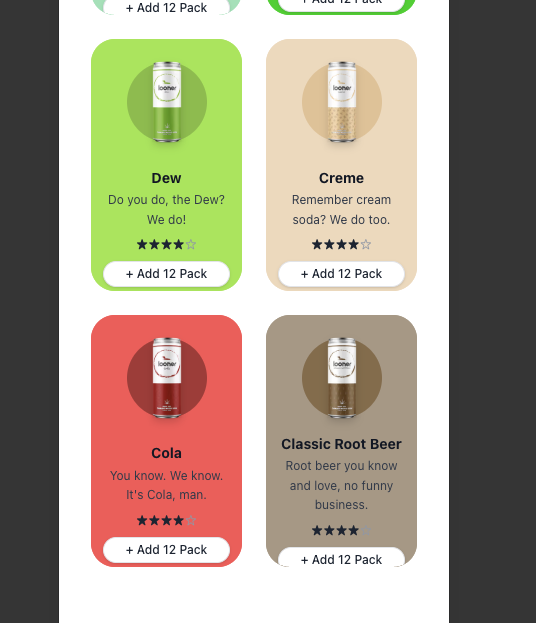 + Add 12 Pack
+ Add 12 Pack
looner
Dew
Do you do, the Dew?
We do!
+ Add 12 Pack
looner
Creme
Remember cream
soda? We do too.
+ Add 12 Pack
looner
Cola
You know. We know.
It's Cola, man.
+ Add 12 Pack
looner
Classic Root Beer
Root beer you know
and love, no funny
business.
+ Add 12 Pack